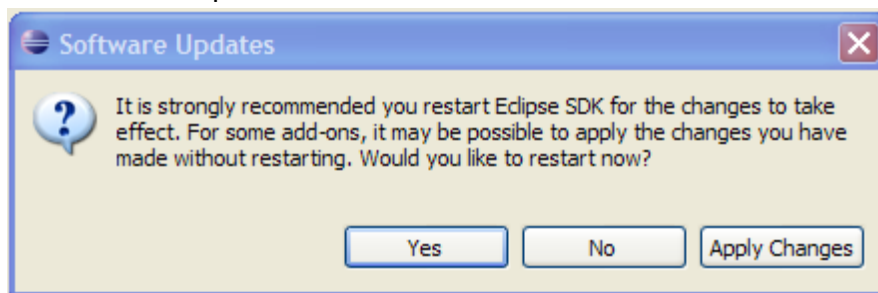 Software Updates
It is strongly recommended you restart Eclipse SDK for the changes to take
effect. For some add-ons, it may be possible to apply the changes you have
made without restarting. Would you like to restart now?
Yes No Apply Changes